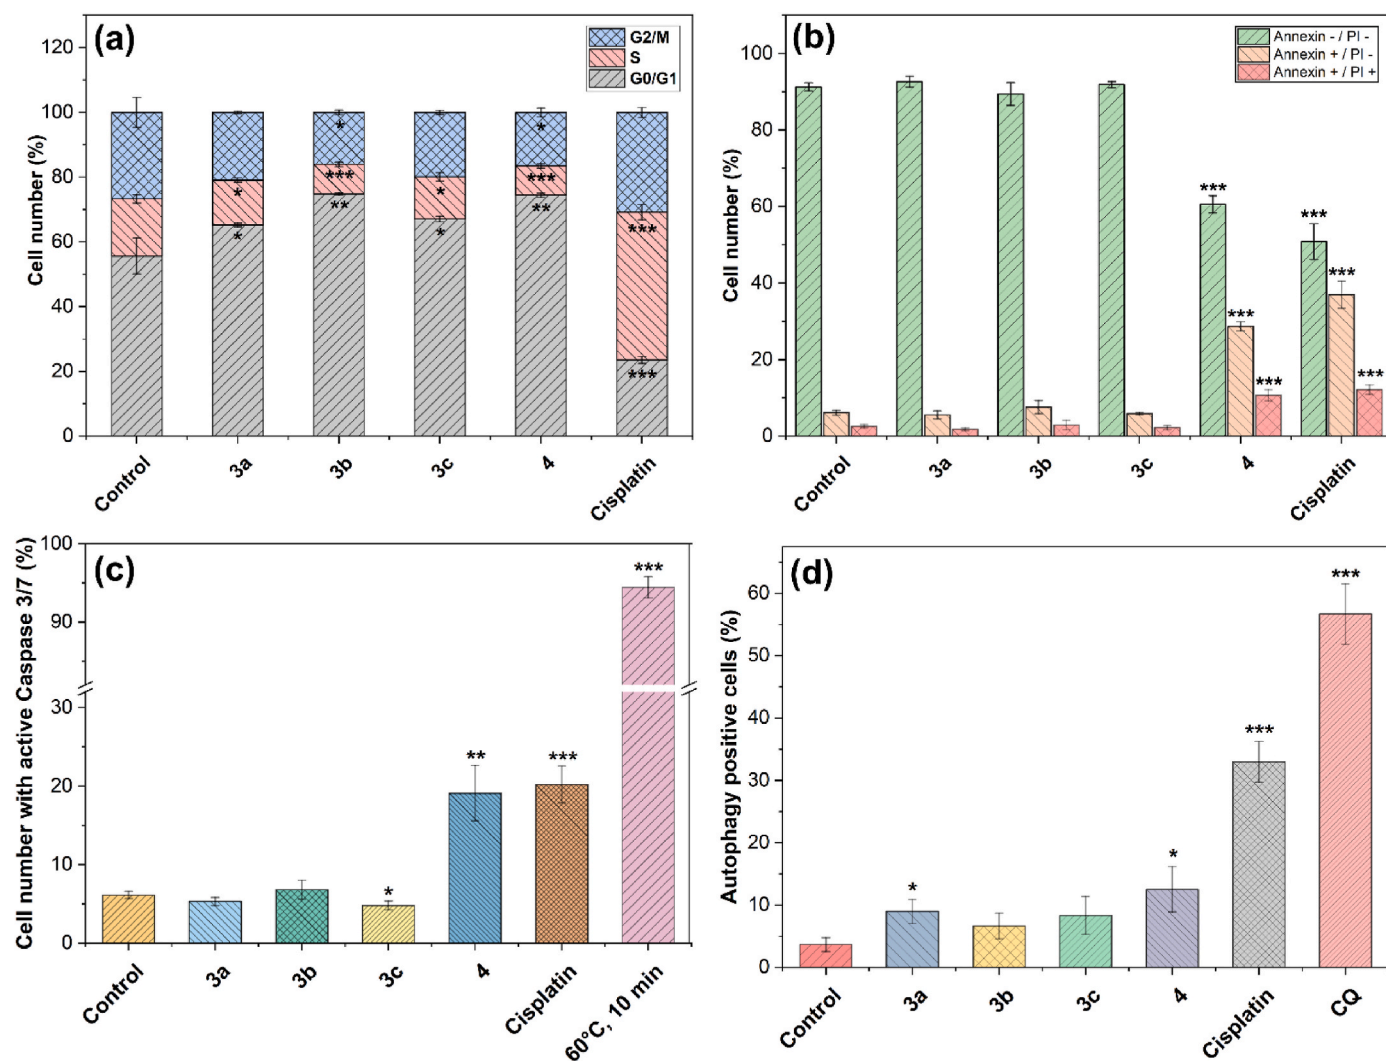 (a)
G2/M
S
G0/G1
Cell number (%)
120
100
80
60
40
20
0
*
***
**
*
*
*
*
***
**
***
***
Control
3a
3b
3c
4
Cisplatin
(b)
Annexin - / PI -
Annexin + / PI -
Annexin + / PI +
Cell number (%)
100
80
60
40
20
0
***
***
***
***
***
***
Control
3a
3b
3c
4
Cisplatin
(c)
Cell number with active Caspase 3/7 (%)
100
90
30
20
10
0
*
**
***
***
Control
3a
3b
3c
4
Cisplatin
60°C, 10 min
(d)
Autophagy positive cells (%)
60
50
40
30
20
10
0
*
*
***
***
Control
3a
3b
3c
4
Cisplatin
CQ